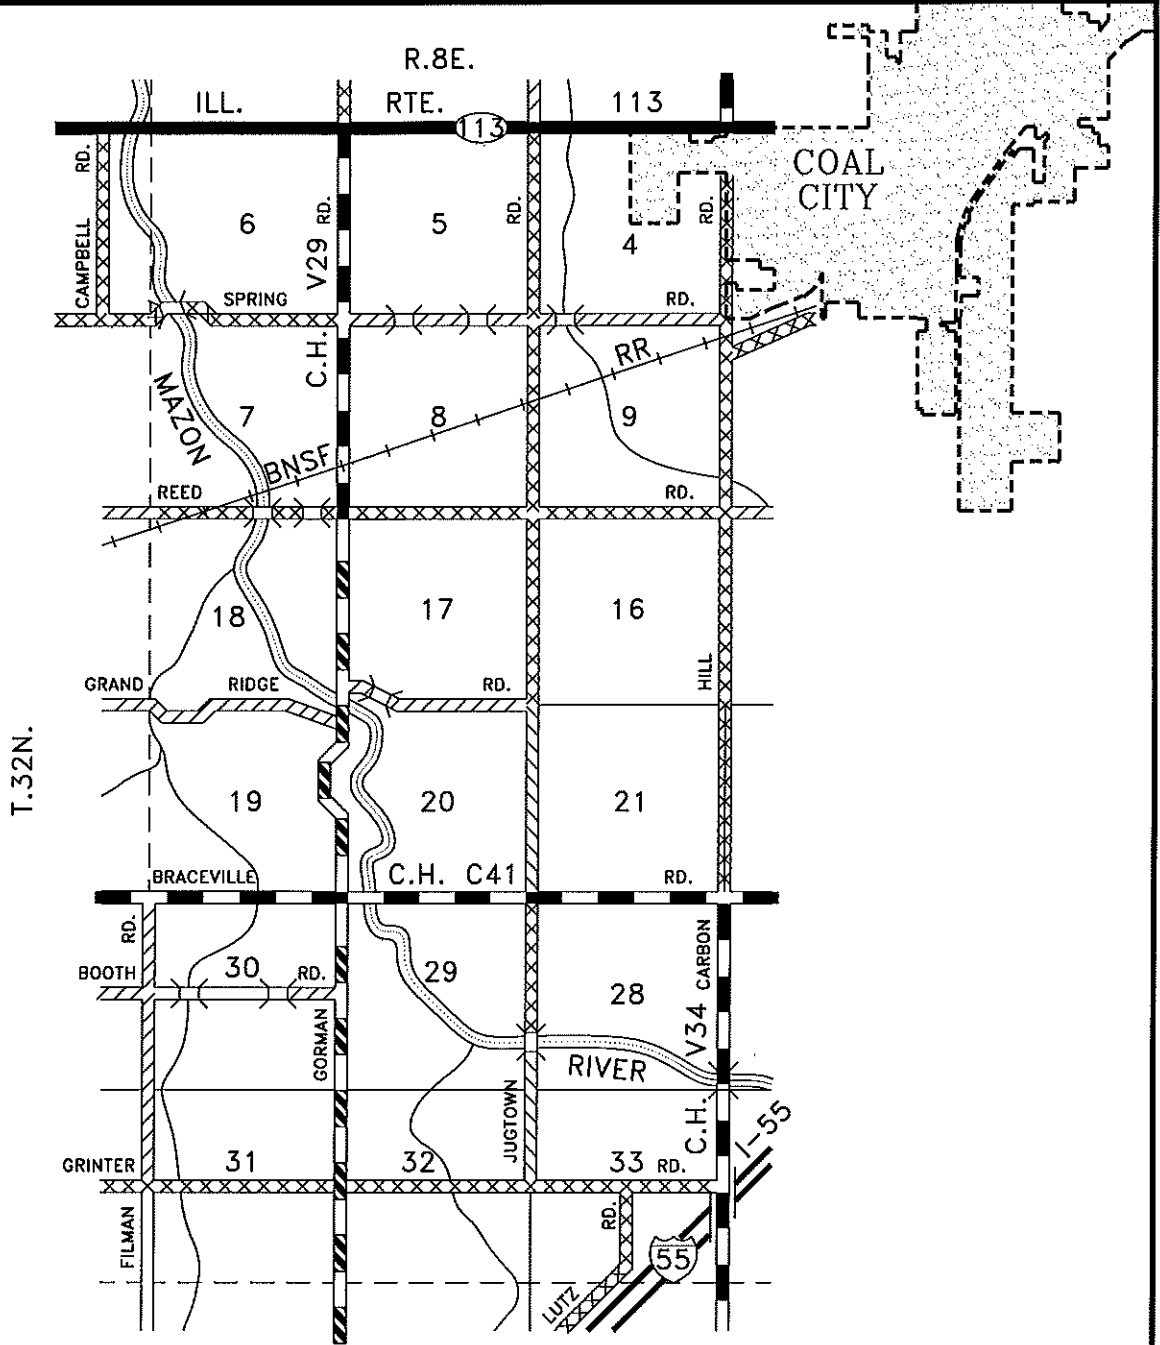 R.8E.
ILL. RTE. 113
113
COAL
CITY
CAMPBELL RD.
6
V29 RD.
5
RD.
4
RD.
SPRING RD.
C.H.
RR
MAZON
7
8
9
BNSF
REED RD.
18
17
16
GRAND RIDGE RD.
HILL
T.32N.
19
20
21
BRACEVILLE C.H. C41 RD.
RD.
30
29
28
CARBON
BOOTH RD.
V34
GORMAN
RIVER
JUGTOWN
C.H.
I-55
GRINTER 31 32 33 RD.
FILMAN
RD.
55
LUTZ